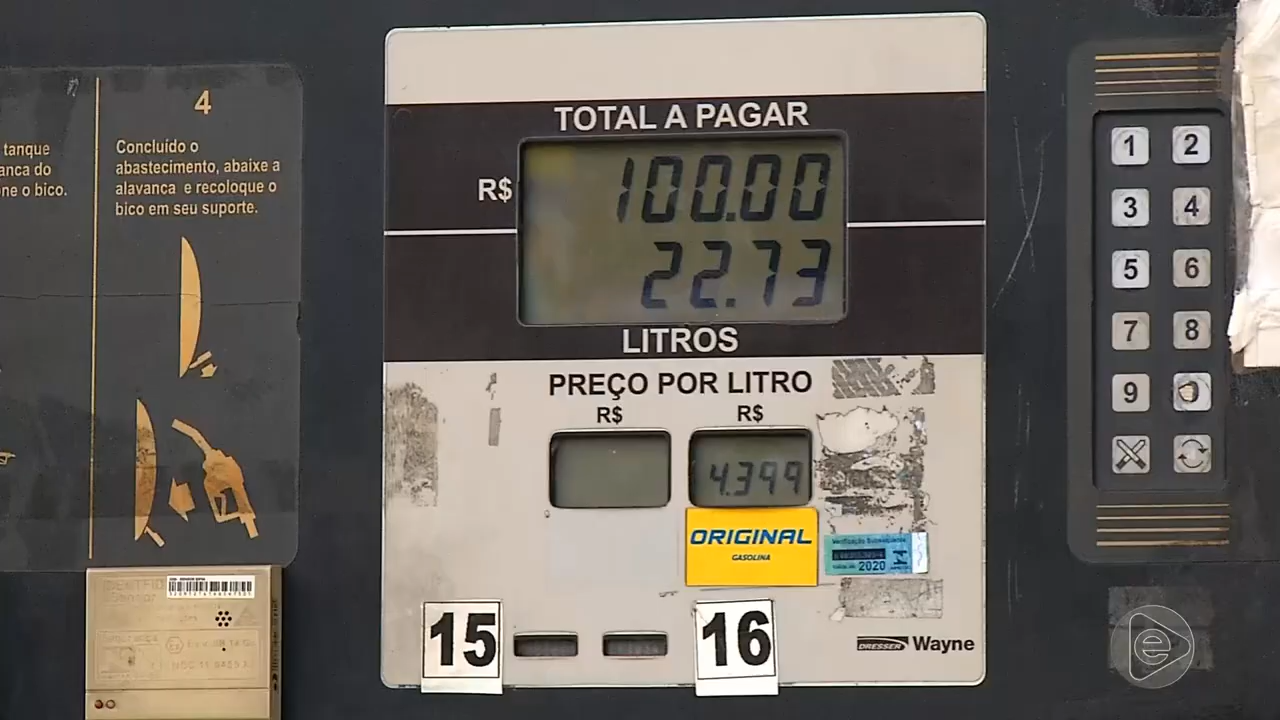 4
tanque
anca do
ne o bico.
Concluído o
abastecimento, abaixe a
alavanca e recoloque o
bico em seu suporte.
TOTAL A PAGAR
R$ 100.00
22.73
LITROS
PREÇO POR LITRO
R$ R$
4.399
ORIGINAL
GASOLINA
Verificação Subsequente
2020
15 16
DRESSER Wayne
1 2
3 4
5 6
7 8
9
e